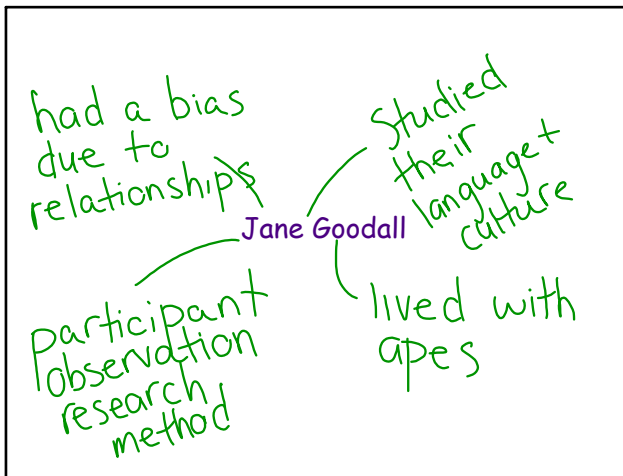 had a bias
due to
relationships
Studied
their
language +
culture
Jane Goodall
participant
observation
research
method
lived with
apes